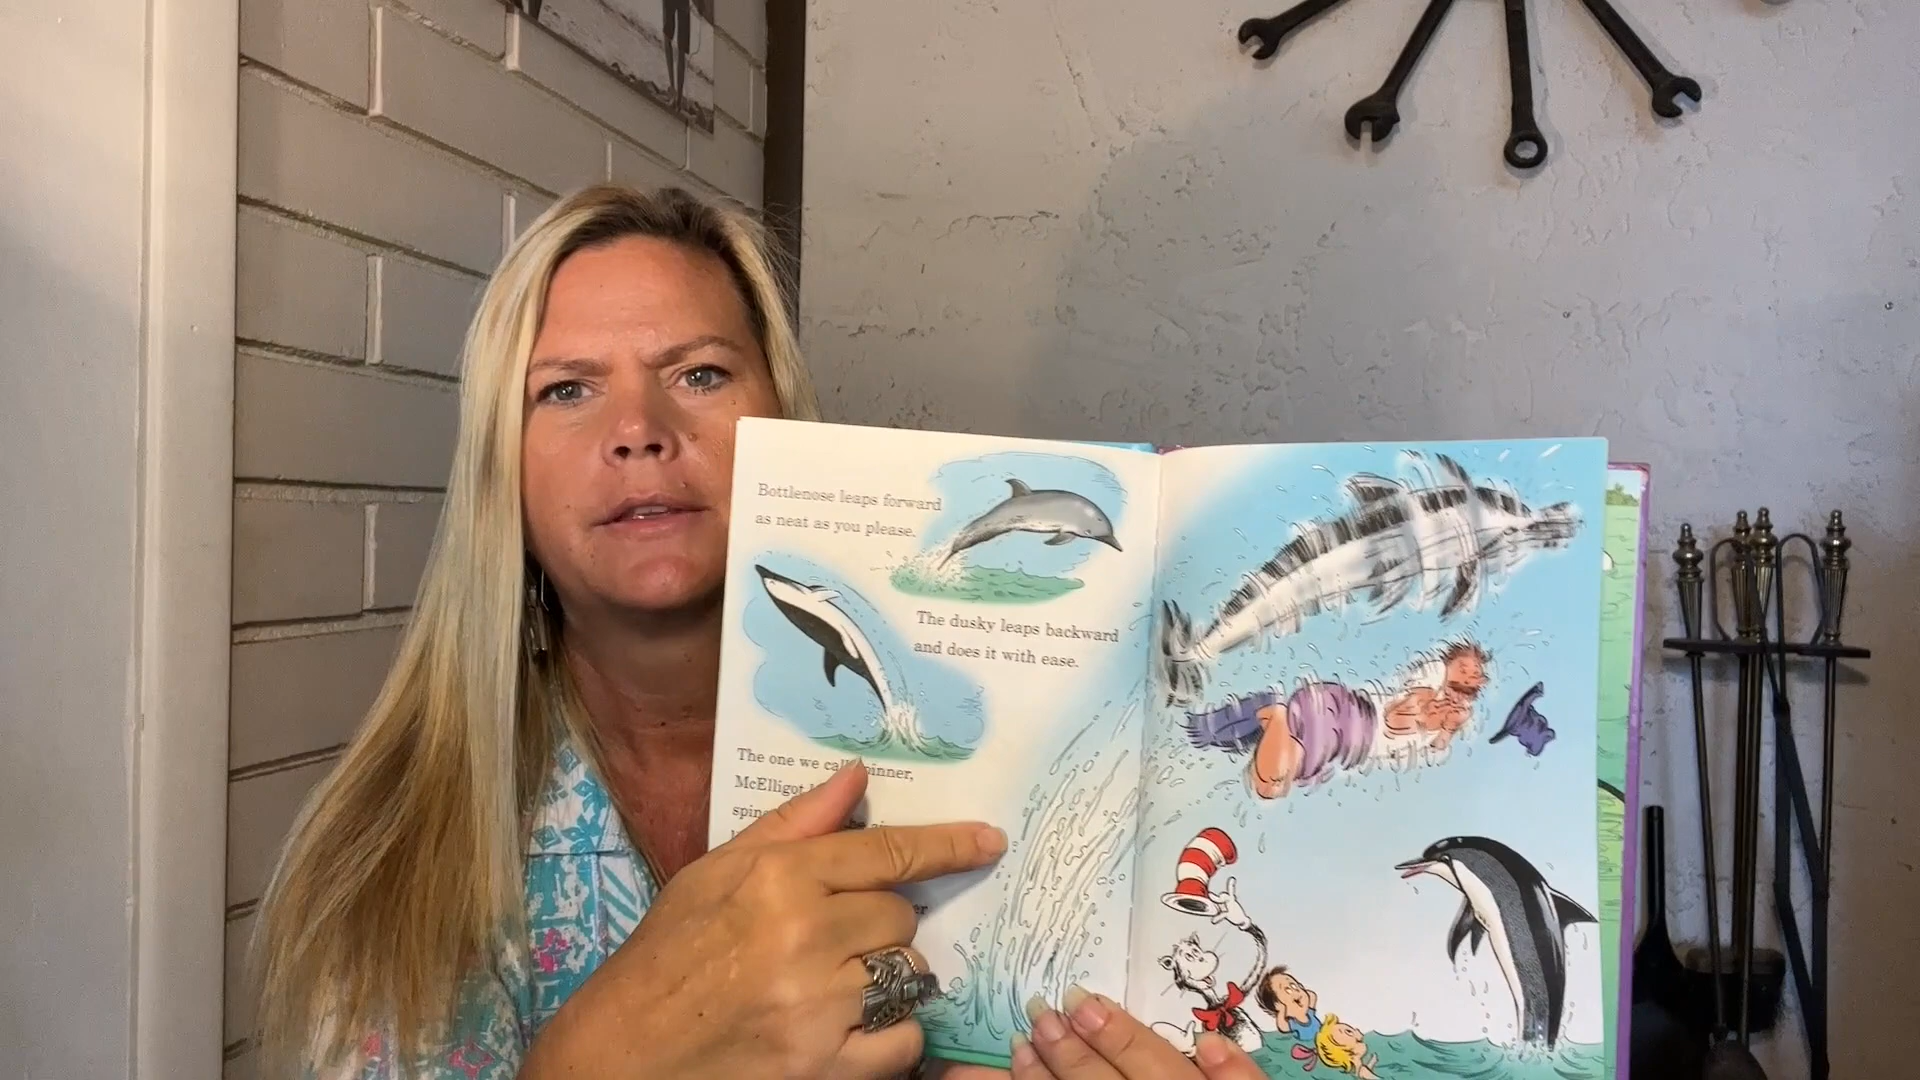 Bottlenose leaps forward
as neat as you please.
The dusky leaps backward
and does it with ease.
The one we call spinner,
McElligot